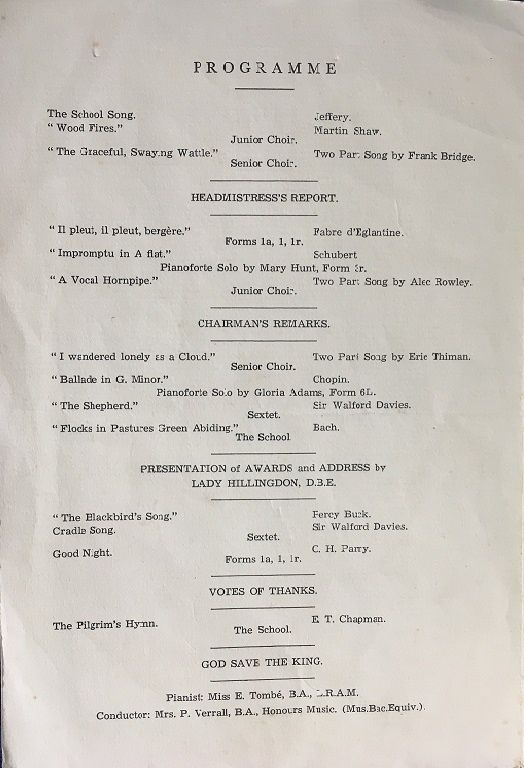 PROGRAMME
The School Song. Jeffery.
" Wood Fires." Martin Shaw.
Junior Choir.
" The Graceful, Swaying Wattle." Two Part Song by Frank Bridge.
Senior Choir.
HEADMISTRESS'S REPORT.
" Il pleut, il pleut, bergère." Fabre d'Eglantine.
Forms 1a, 1, 1r.
" Impromptu in A flat." Schubert
Pianoforte Solo by Mary Hunt, Form
" A Vocal Hornpipe." Two Part Song by Alec Rowley.
Junior Choir.
CHAIRMAN'S REMARKS.
" I wandered lonely as a Cloud." Two Part Song by Eric Thiman.
Senior Choir.
" Ballade in G. Minor." Chopin.
Pianoforte Solo by Gloria Adams, Form 6L.
" The Shepherd." Sir Walford Davies.
Sextet.
" Flocks in Pastures Green Abiding." Bach.
The School
PRESENTATION of AWARDS and ADDRESS by
LADY HILLINGDON, D.B.E.
" The Blackbird's Song." Percy Buck.
Cradle Song. Sir Walford Davies.
Sextet.
Good Night. C. H. Parry.
Forms 1a, 1, 1r.
VOTES OF THANKS.
The Pilgrim's Hymn. E T. Chapman.
The School.
GOD SAVE THE KING.
Pianist: Miss E. Tombé, B.A., L.R.A.M.
Conductor: Mrs. P. Verrall, B.A., Honours Music. (Mus.Bac.Equiv.).